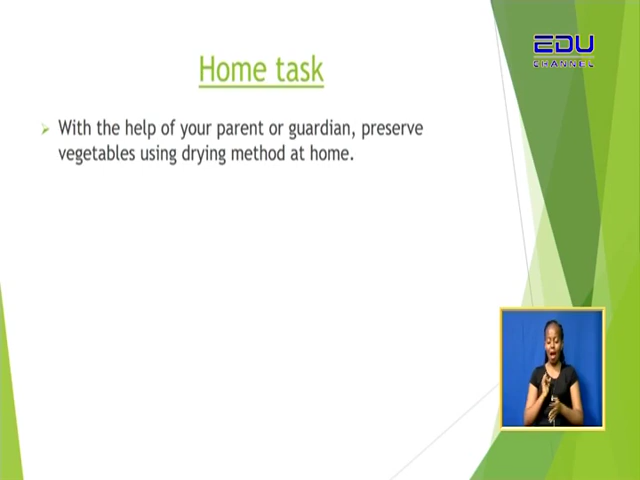 EDU
CHANNEL
Home task
With the help of your parent or guardian, preserve
vegetables using drying method at home.